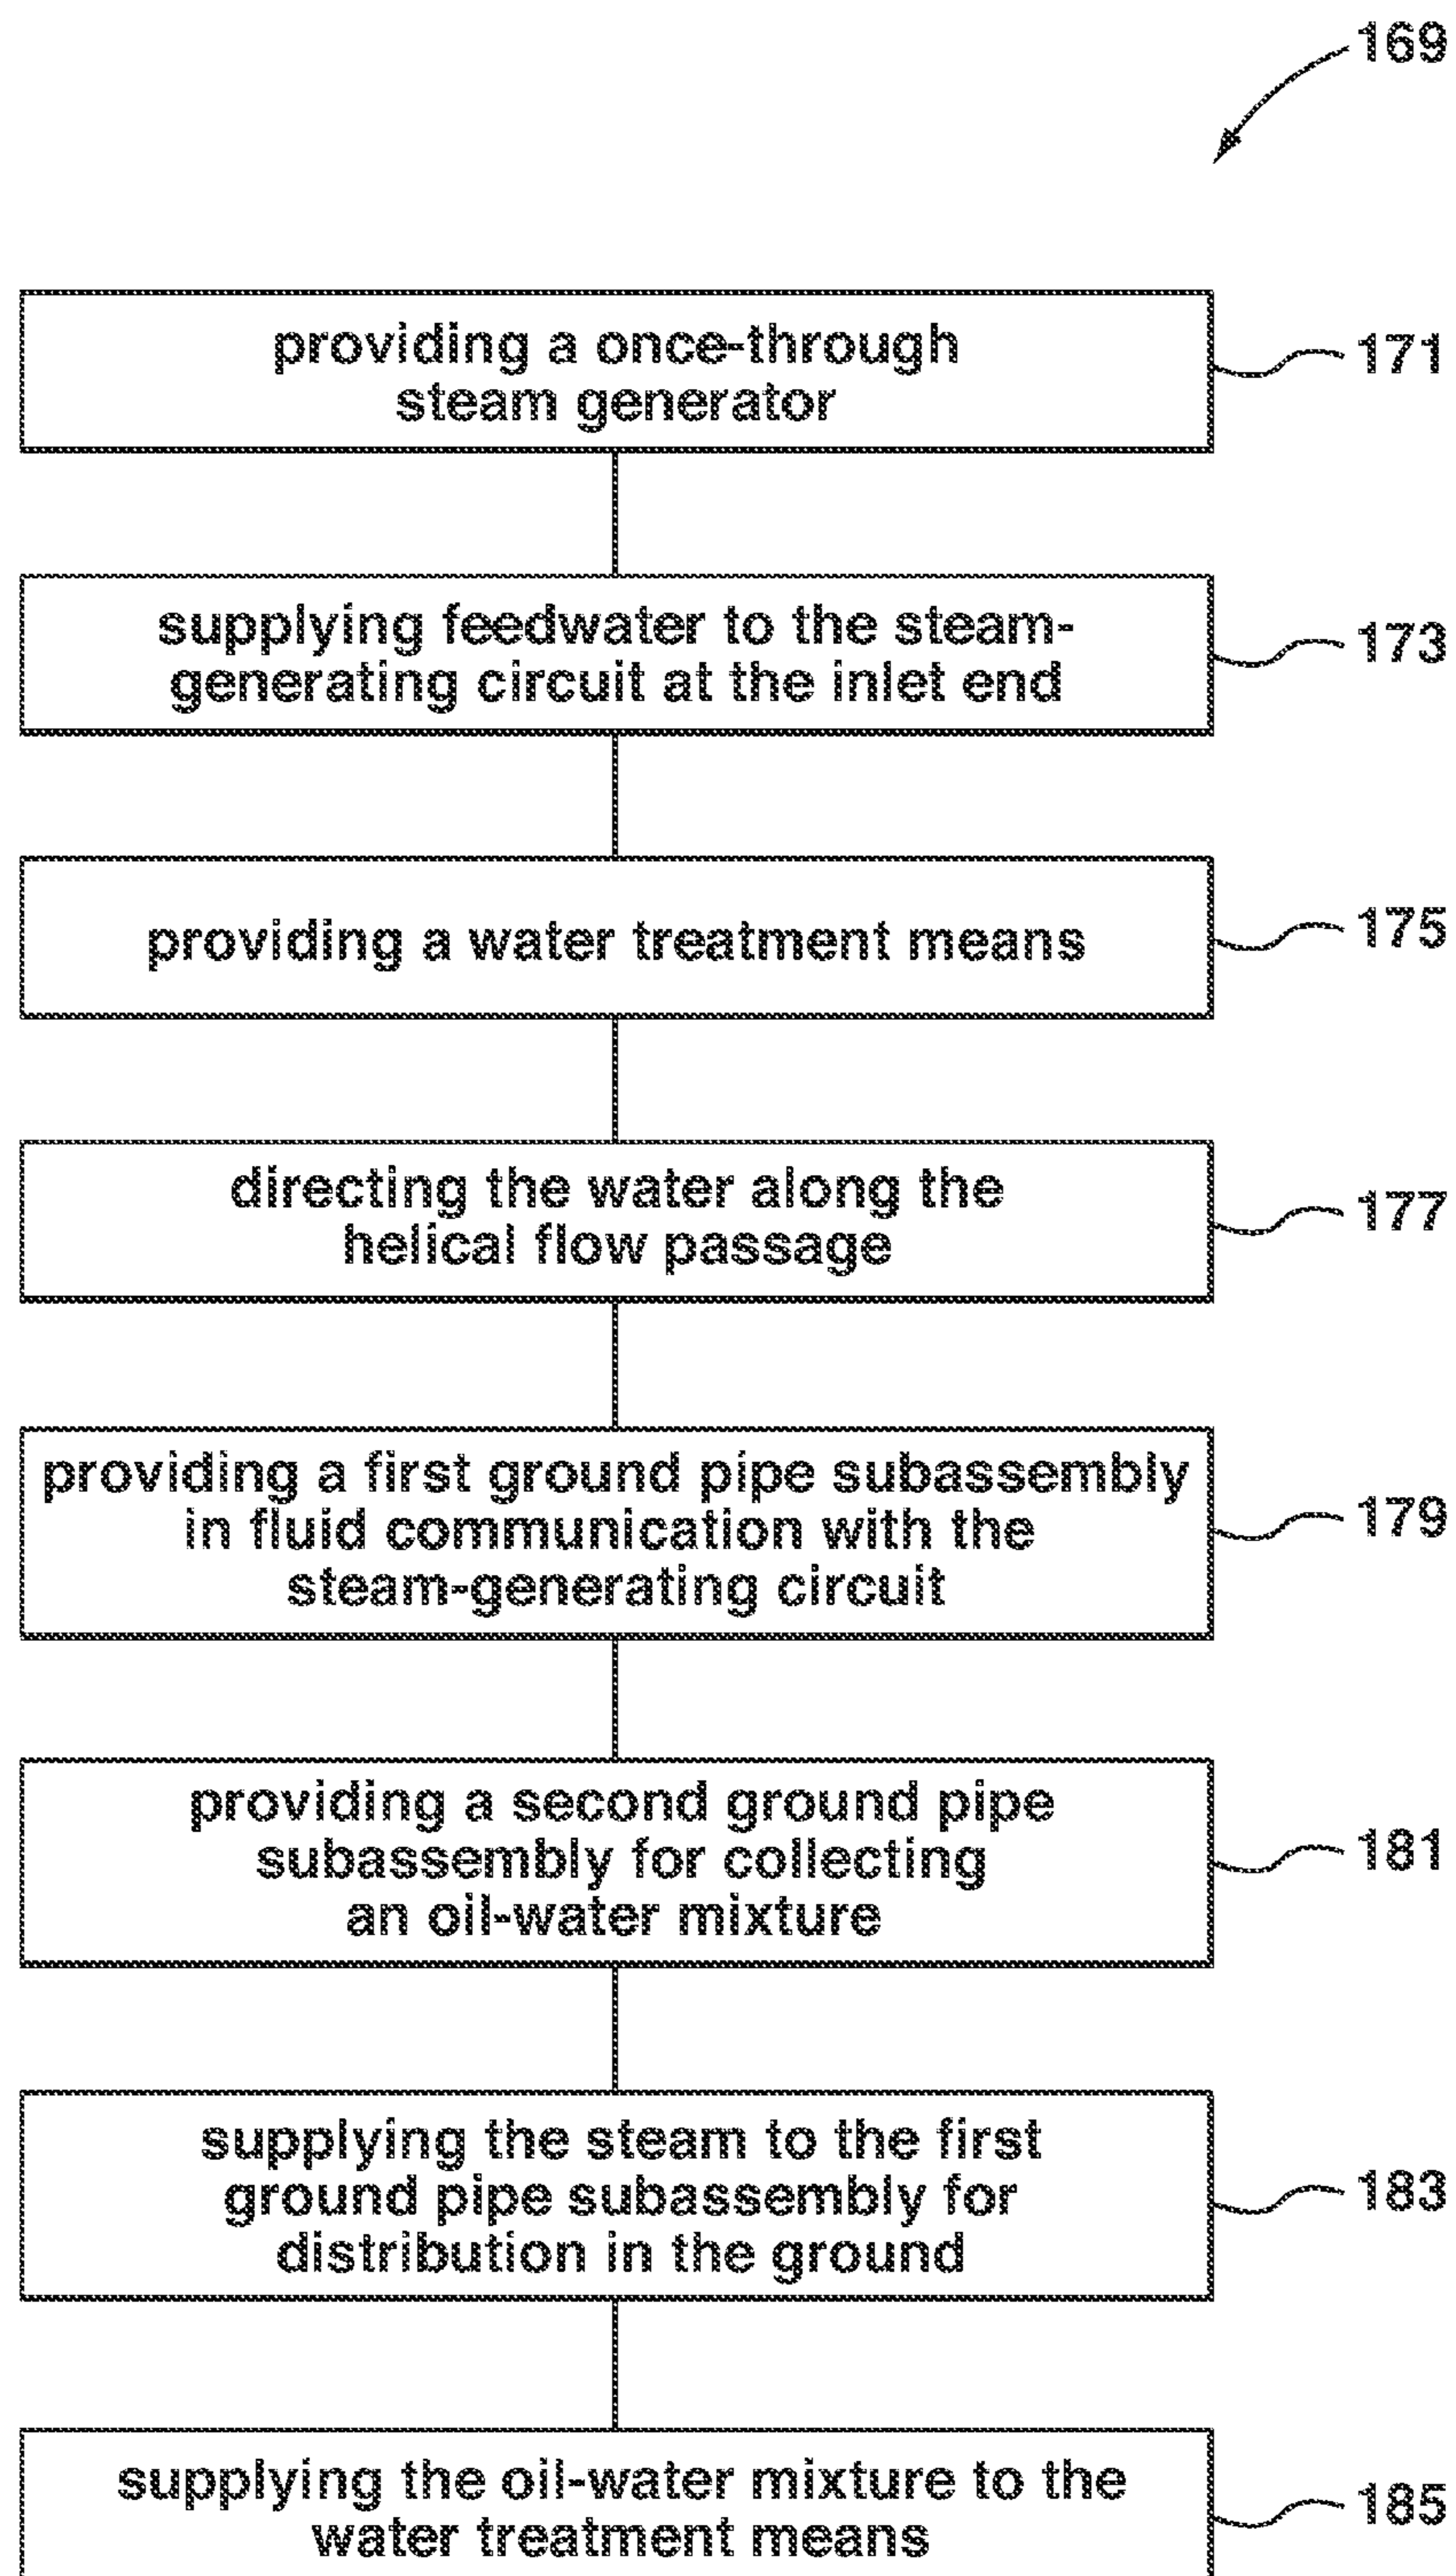 169
providing a once-through
steam generator
171
supplying feedwater to the steam-
generating circuit at the inlet end
173
providing a water treatment means
175
directing the water along the
helical flow passage
177
providing a first ground pipe subassembly
in fluid communication with the
steam-generating circuit
179
providing a second ground pipe
subassembly for collecting
an oil-water mixture
181
supplying the steam to the first
ground pipe subassembly for
distribution in the ground
183
supplying the oil-water mixture to the
water treatment means
185